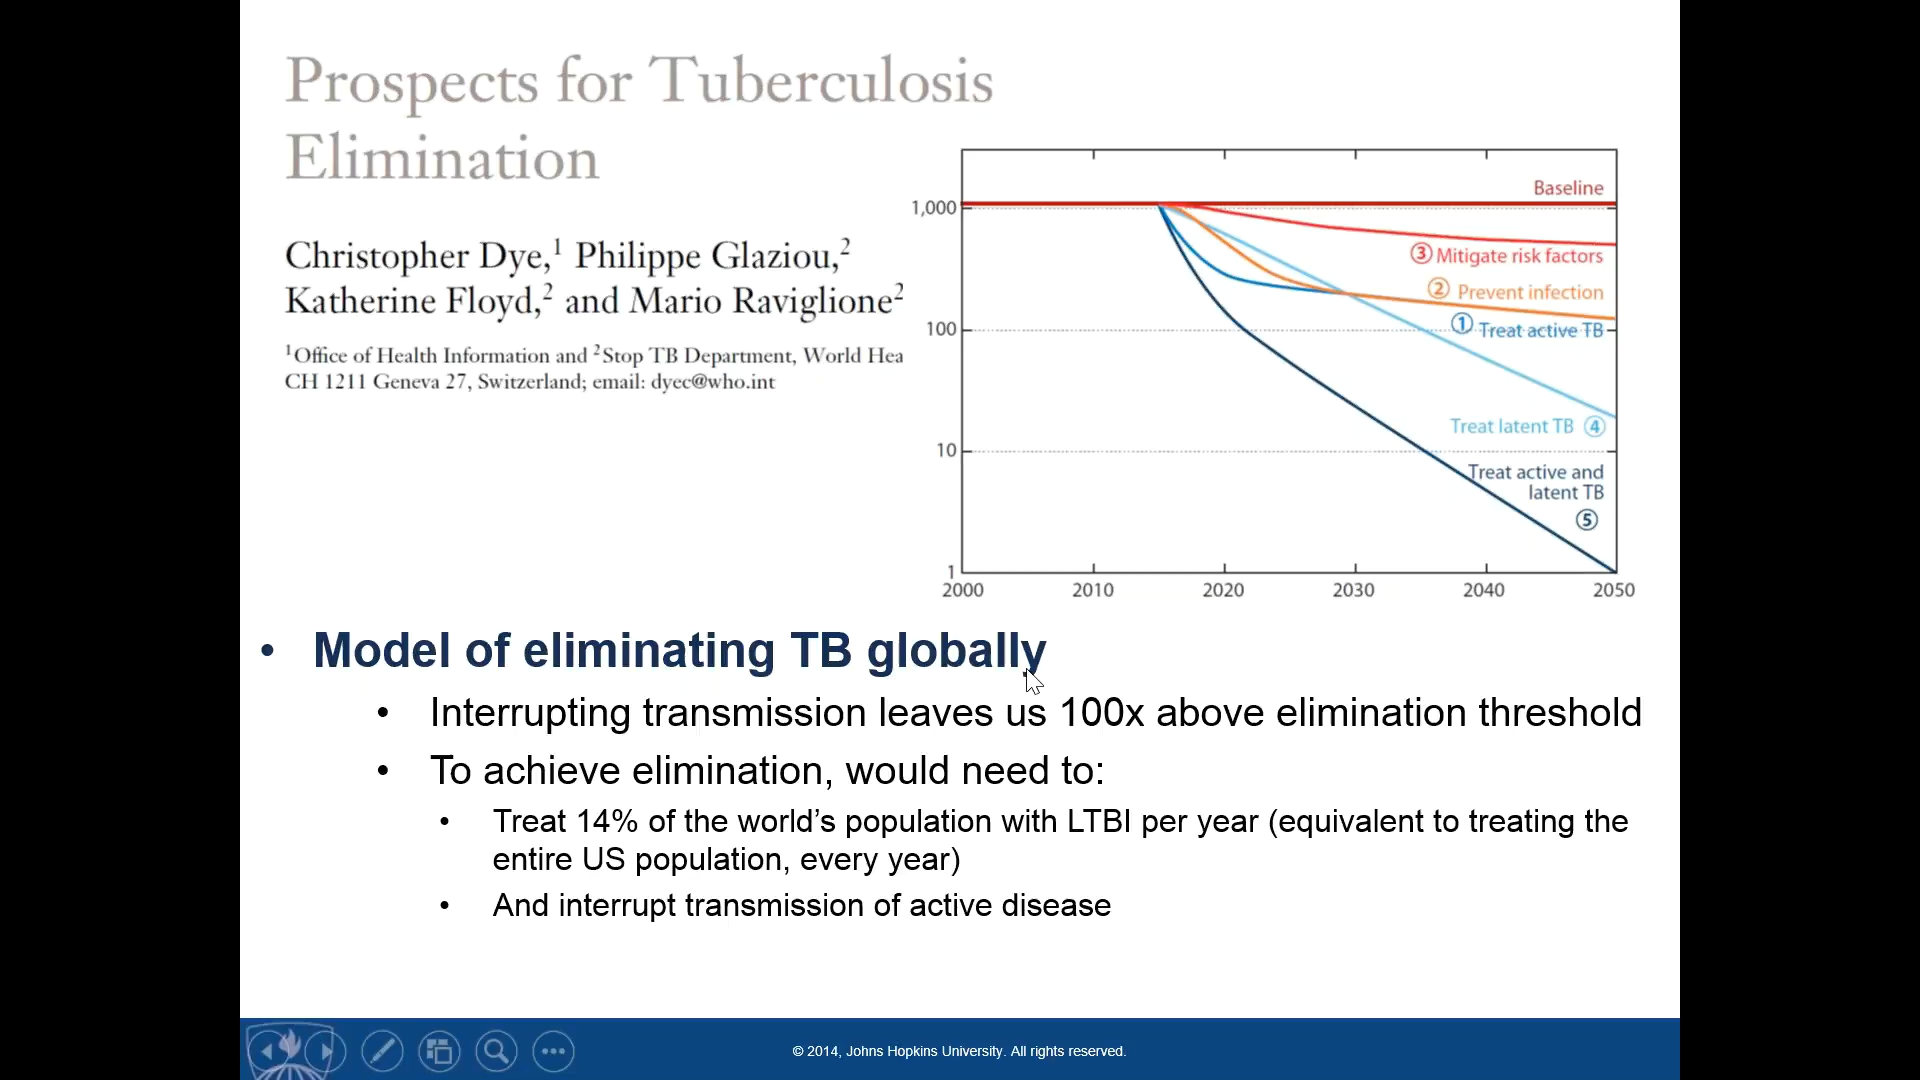 Prospects for Tuberculosis
Elimination
Christopher Dye,1 Philippe Glaziou,2
Katherine Floyd,2 and Mario Raviglione2
1Office of Health Information and 2Stop TB Department, World Hea
CH 1211 Geneva 27, Switzerland; email: dyec@who.int
Baseline
1,000
③ Mitigate risk factors
② Prevent infection
100
① Treat active TB
Treat latent TB ④
10
Treat active and
latent TB
⑤
1
2000 2010 2020 2030 2040 2050
• Model of eliminating TB globally
• Interrupting transmission leaves us 100x above elimination threshold
• To achieve elimination, would need to:
• Treat 14% of the world’s population with LTBI per year (equivalent to treating the
entire US population, every year)
• And interrupt transmission of active disease
© 2014, Johns Hopkins University. All rights reserved.